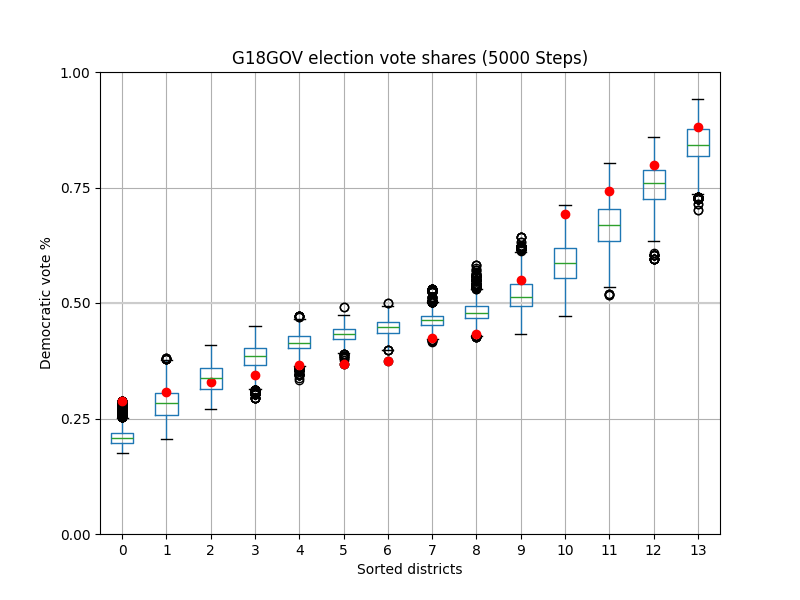 G18GOV election vote shares (5000 Steps)
1.00
0.75
0.50
0.25
0.00
Democratic vote %
0 1 2 3 4 5 6 7 8 9 10 11 12 13
Sorted districts